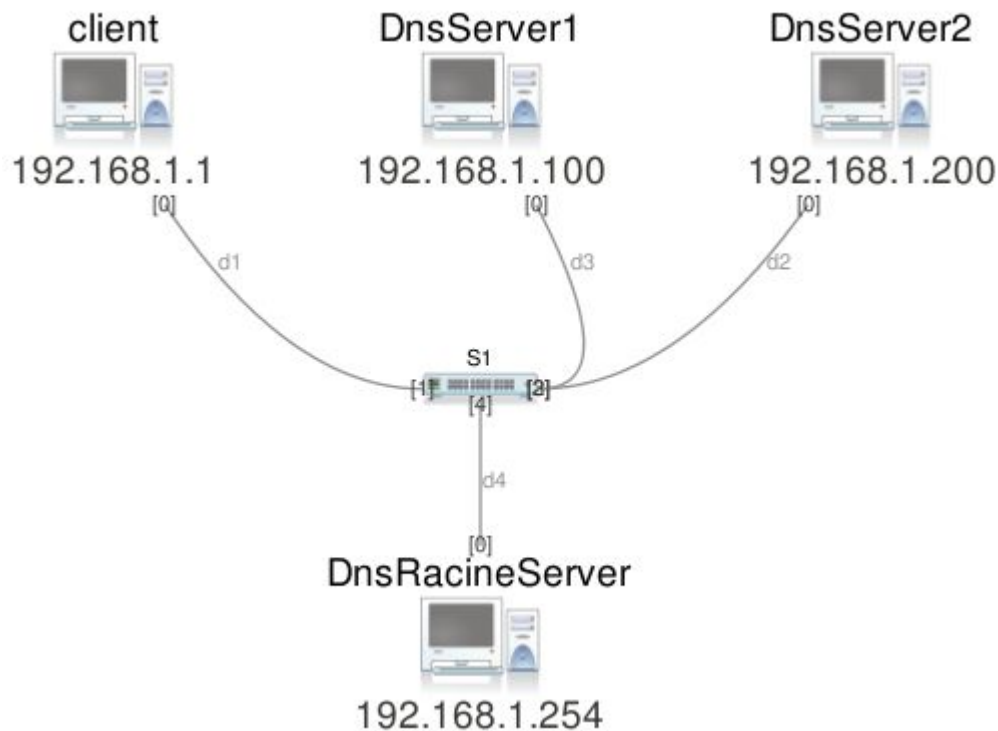 client
DnsServer1
DnsServer2
192.168.1.1
192.168.1.100
192.168.1.200
[0]
[0]
[0]
d1
d3
d2
S1
[1]
[4]
d4
[0]
DnsRacineServer
192.168.1.254